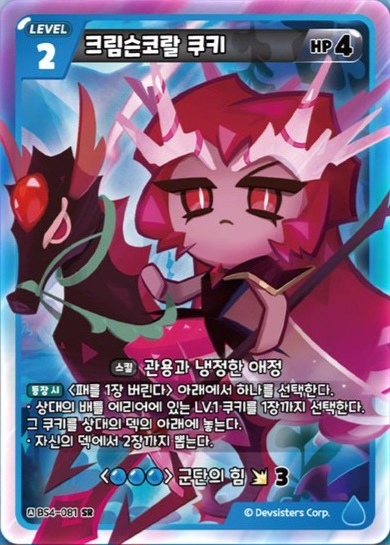 LEVEL
2
크림슨코랄 쿠키
HP 4
스킬 관용과 냉정한 애정
등장 시 <패를 1장 버린다> 아래에서 하나를 선택한다.
· 상대의 배틀 에리어에 있는 LV.1 쿠키를 1장까지 선택한다.
그 쿠키를 상대의 덱의 아래에 놓는다.
· 자신의 덱에서 2장까지 뽑는다.
군단의 힘 3
A BS4-081 SR
© Devsisters Corp.